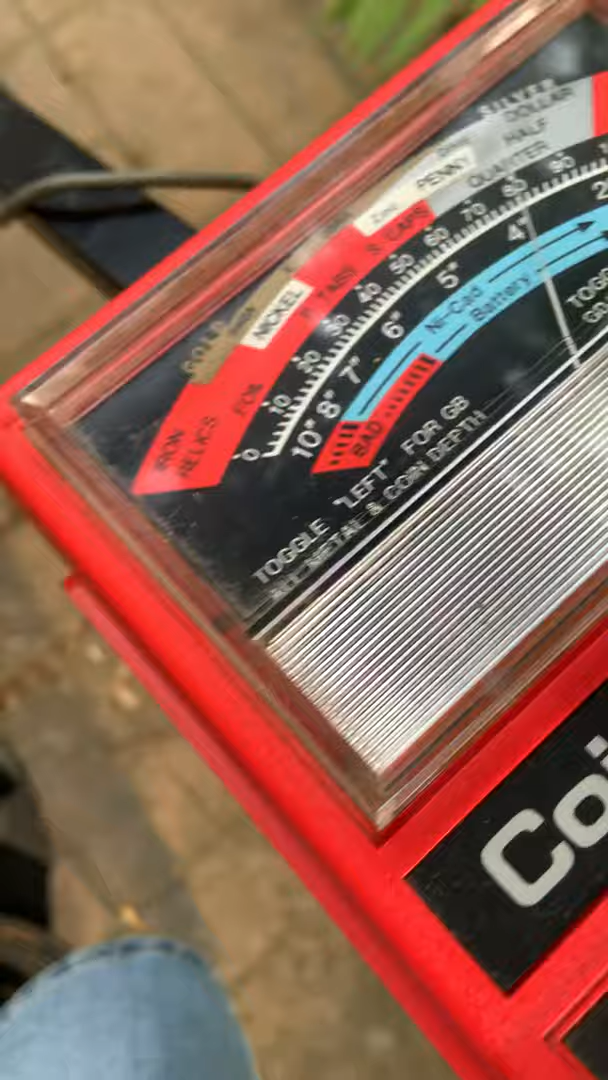 SILVER
DOLLAR
HALF
QUARTER
PENNY
Zinc
S CAPS
TABS
NICKEL
GOLD
FOIL
IRON
RELICS
0 10 20 30 40 50 60 70 80 90
10" 8" 7" 6" 5" 4" 2
Ni-Cad
Battery
BAD
TOGGLE "LEFT" FOR GB
ALL METAL & COIN DEPTH
TOGG
Coi